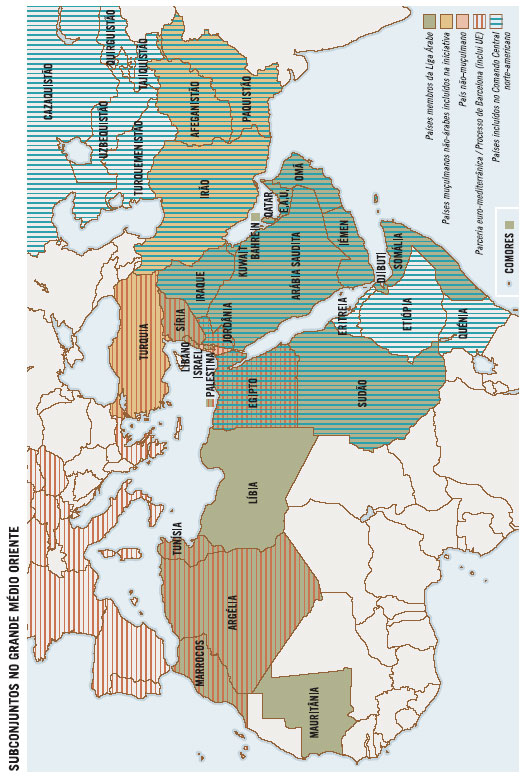 SUBCONJUNTOS NO GRANDE MÉDIO ORIENTE
CAZAQUISTÃO
QUIRGUISTÃO
UZBEQUISTÃO
TAJIQUISTÃO
TURQUEMENISTÃO
AFEGANISTÃO
PAQUISTÃO
IRÃO
TURQUIA
SÍRIA
LÍBANO
ISRAEL
PALESTINA
JORDÂNIA
IRAQUE
KUWAIT
BAHREIN
QATAR
E.A.U.
OMÃ
ARÁBIA SAUDITA
IÉMEN
MARROCOS
ARGÉLIA
TUNÍSIA
LÍBIA
EGIPTO
MAURITÂNIA
SUDÃO
ERITREIA
DJIBUTI
ETIÓPIA
SOMÁLIA
QUÉNIA
COMORES
Países membros da Liga Árabe
Países muçulmanos não-árabes incluídos na iniciativa
País não-muçulmano
Parceria euro-mediterrânica / Processo de Barcelona (inclui UE)
Países incluídos no Comando Central
norte-americano